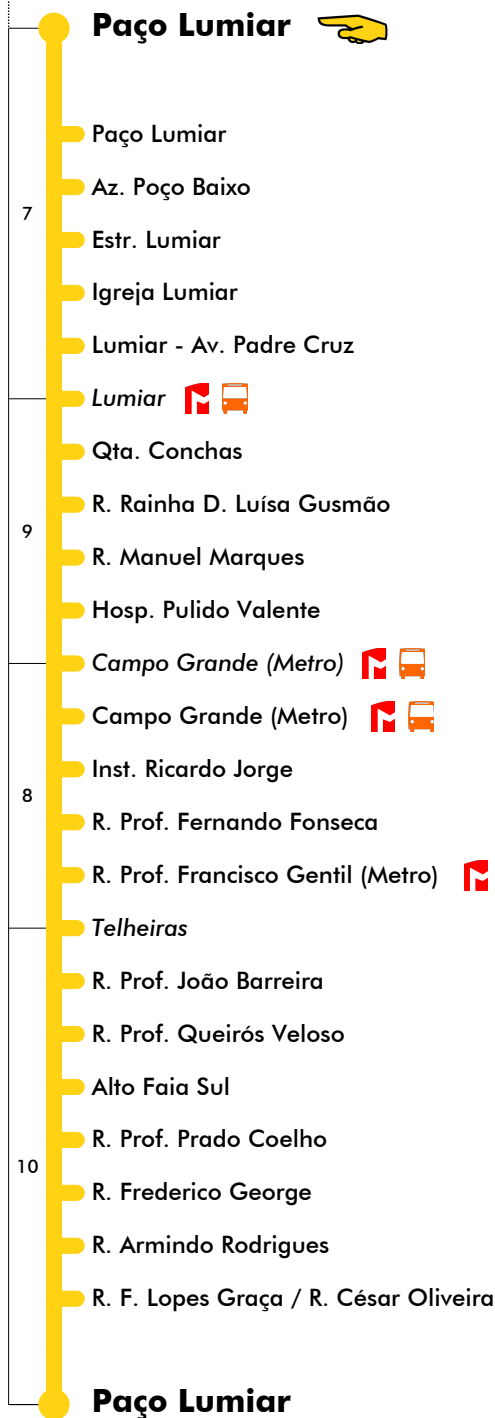 Paço Lumiar
Paço Lumiar
Az. Poço Baixo
7
Estr. Lumiar
Igreja Lumiar
Lumiar - Av. Padre Cruz
Lumiar
Qta. Conchas
R. Rainha D. Luísa Gusmão
9
R. Manuel Marques
Hosp. Pulido Valente
Campo Grande (Metro)
Campo Grande (Metro)
Inst. Ricardo Jorge
8
R. Prof. Fernando Fonseca
R. Prof. Francisco Gentil (Metro)
Telheiras
R. Prof. João Barreira
R. Prof. Queirós Veloso
Alto Faia Sul
R. Prof. Prado Coelho
10
R. Frederico George
R. Armindo Rodrigues
R. F. Lopes Graça / R. César Oliveira
Paço Lumiar